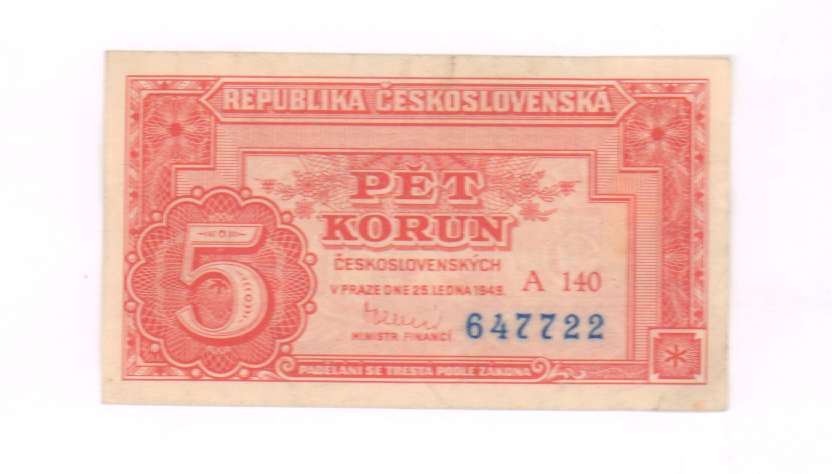 REPUBLIKA ČESKOSLOVENSKÁ
PĚT
KORUN
5
ČESKOSLOVENSKÝCH
V PRAZE DNE 25. LEDNA 1949.
A 140
647722
MINISTR FINANCÍ
PADĚLÁNÍ SE TRESTÁ PODLE ZÁKONA